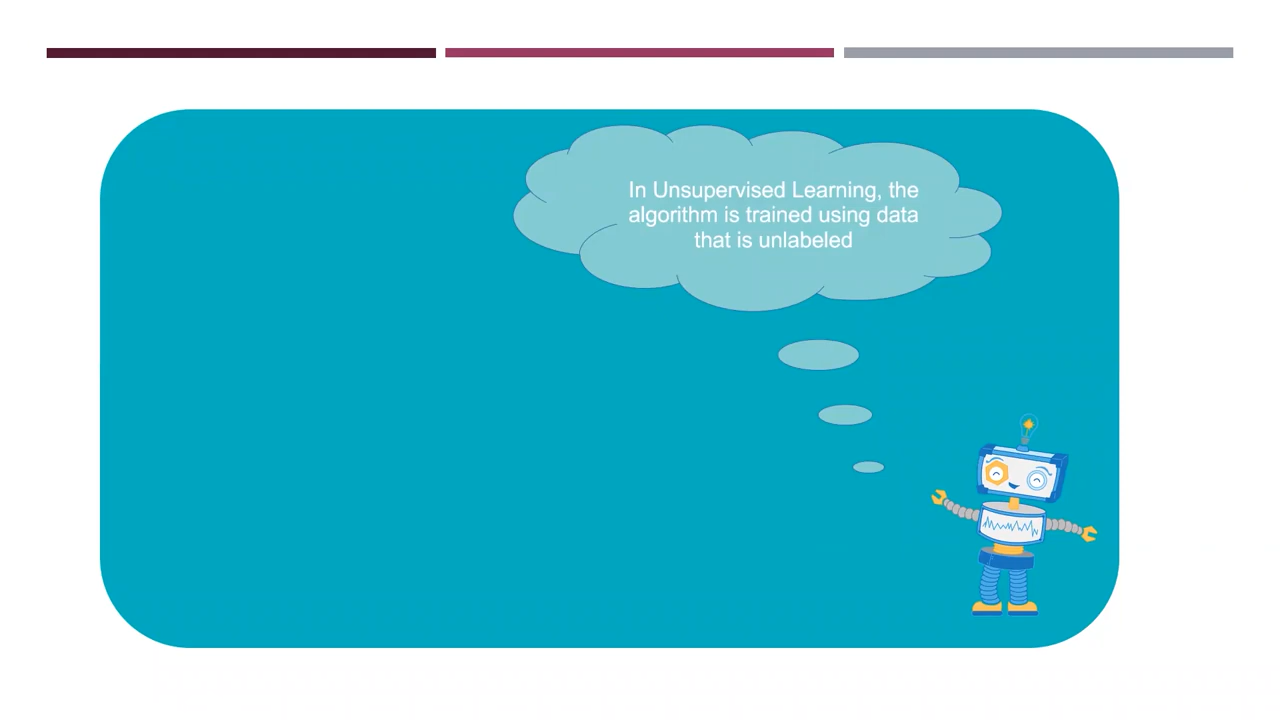 In Unsupervised Learning, the
algorithm is trained using data
that is unlabeled